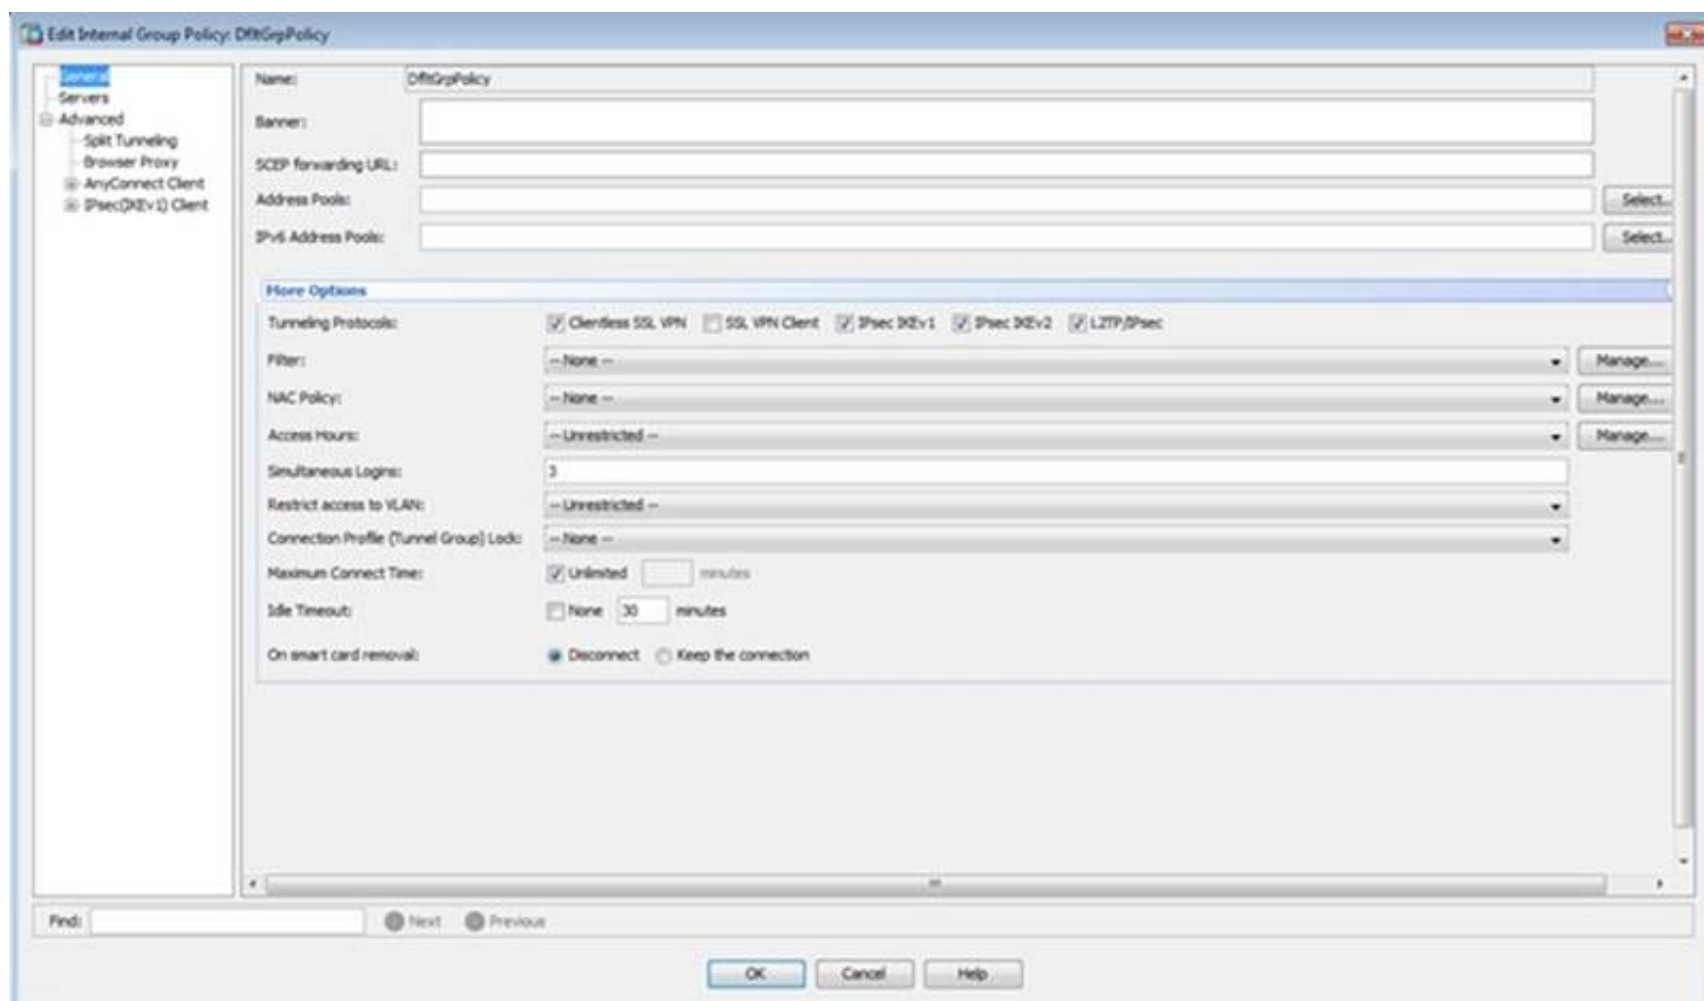 Edit Internal Group Policy: DfltGrpPolicy
General
Servers
Advanced
Split Tunneling
Browser Proxy
AnyConnect Client
IPsec(IKEv1) Client
Name: DfltGrpPolicy
Banner:
SCEP forwarding URL:
Address Pools: Select...
IPv6 Address Pools: Select...
More Options
Tunneling Protocols: Clientless SSL VPN SSL VPN Client IPsec IKEv1 IPsec IKEv2 L2TP/IPsec
Filter: -- None -- Manage...
NAC Policy: -- None -- Manage...
Access Hours: -- Unrestricted -- Manage...
Simultaneous Logins: 3
Restrict access to VLAN: -- Unrestricted --
Connection Profile (Tunnel Group) Lock: -- None --
Maximum Connect Time: Unlimited minutes
Idle Timeout: None 30 minutes
On smart card removal: Disconnect Keep the connection
Find: Next Previous
OK Cancel Help